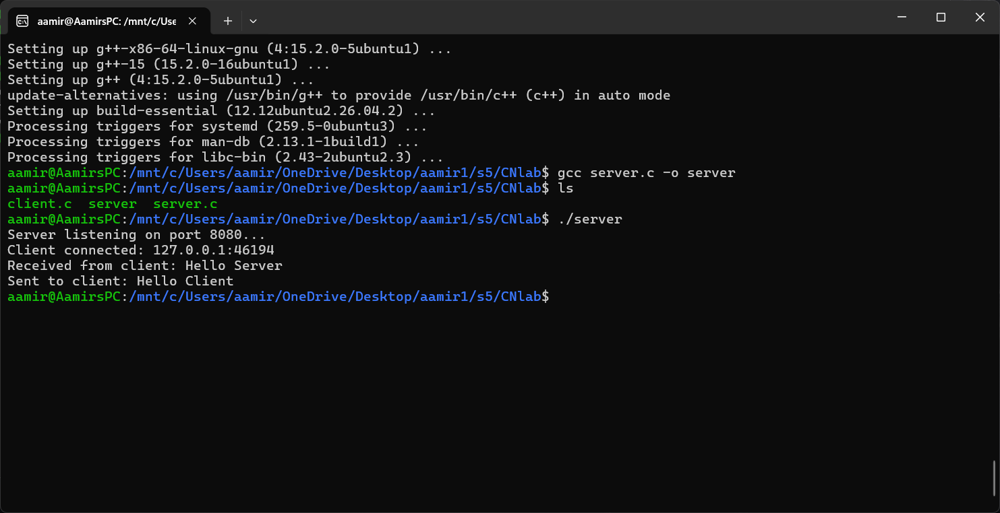 aamir@AamirsPC: /mnt/c/Use
Setting up g++-x86-64-linux-gnu (4:15.2.0-5ubuntu1) ...
Setting up g++-15 (15.2.0-16ubuntu1) ...
Setting up g++ (4:15.2.0-5ubuntu1) ...
update-alternatives: using /usr/bin/g++ to provide /usr/bin/c++ (c++) in auto mode
Setting up build-essential (12.12ubuntu2.26.04.2) ...
Processing triggers for systemd (259.5-0ubuntu3) ...
Processing triggers for man-db (2.13.1-1build1) ...
Processing triggers for libc-bin (2.43-2ubuntu2.3) ...
aamir@AamirsPC:/mnt/c/Users/aamir/OneDrive/Desktop/aamir1/s5/CNlab$ gcc server.c -o server
aamir@AamirsPC:/mnt/c/Users/aamir/OneDrive/Desktop/aamir1/s5/CNlab$ ls
client.c  server  server.c
aamir@AamirsPC:/mnt/c/Users/aamir/OneDrive/Desktop/aamir1/s5/CNlab$ ./server
Server listening on port 8080...
Client connected: 127.0.0.1:46194
Received from client: Hello Server
Sent to client: Hello Client
aamir@AamirsPC:/mnt/c/Users/aamir/OneDrive/Desktop/aamir1/s5/CNlab$